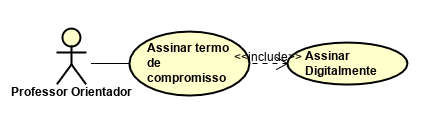 Professor Orientador
Assinar termo
de
compromisso
<<include>>
Assinar
Digitalmente